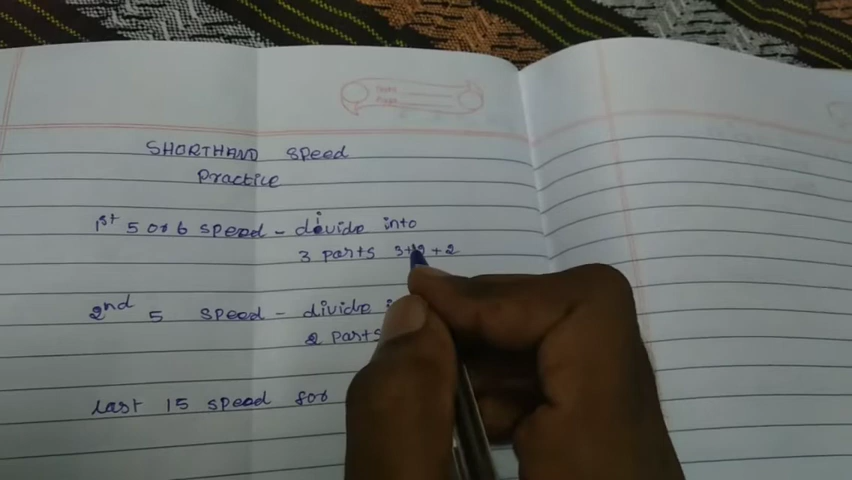 SHORTHAND speed
Practice
1st 5 or 6 speed - divide into
3 parts
+ 2
2nd 5 speed - divide
2 parts
Last 15 speed for